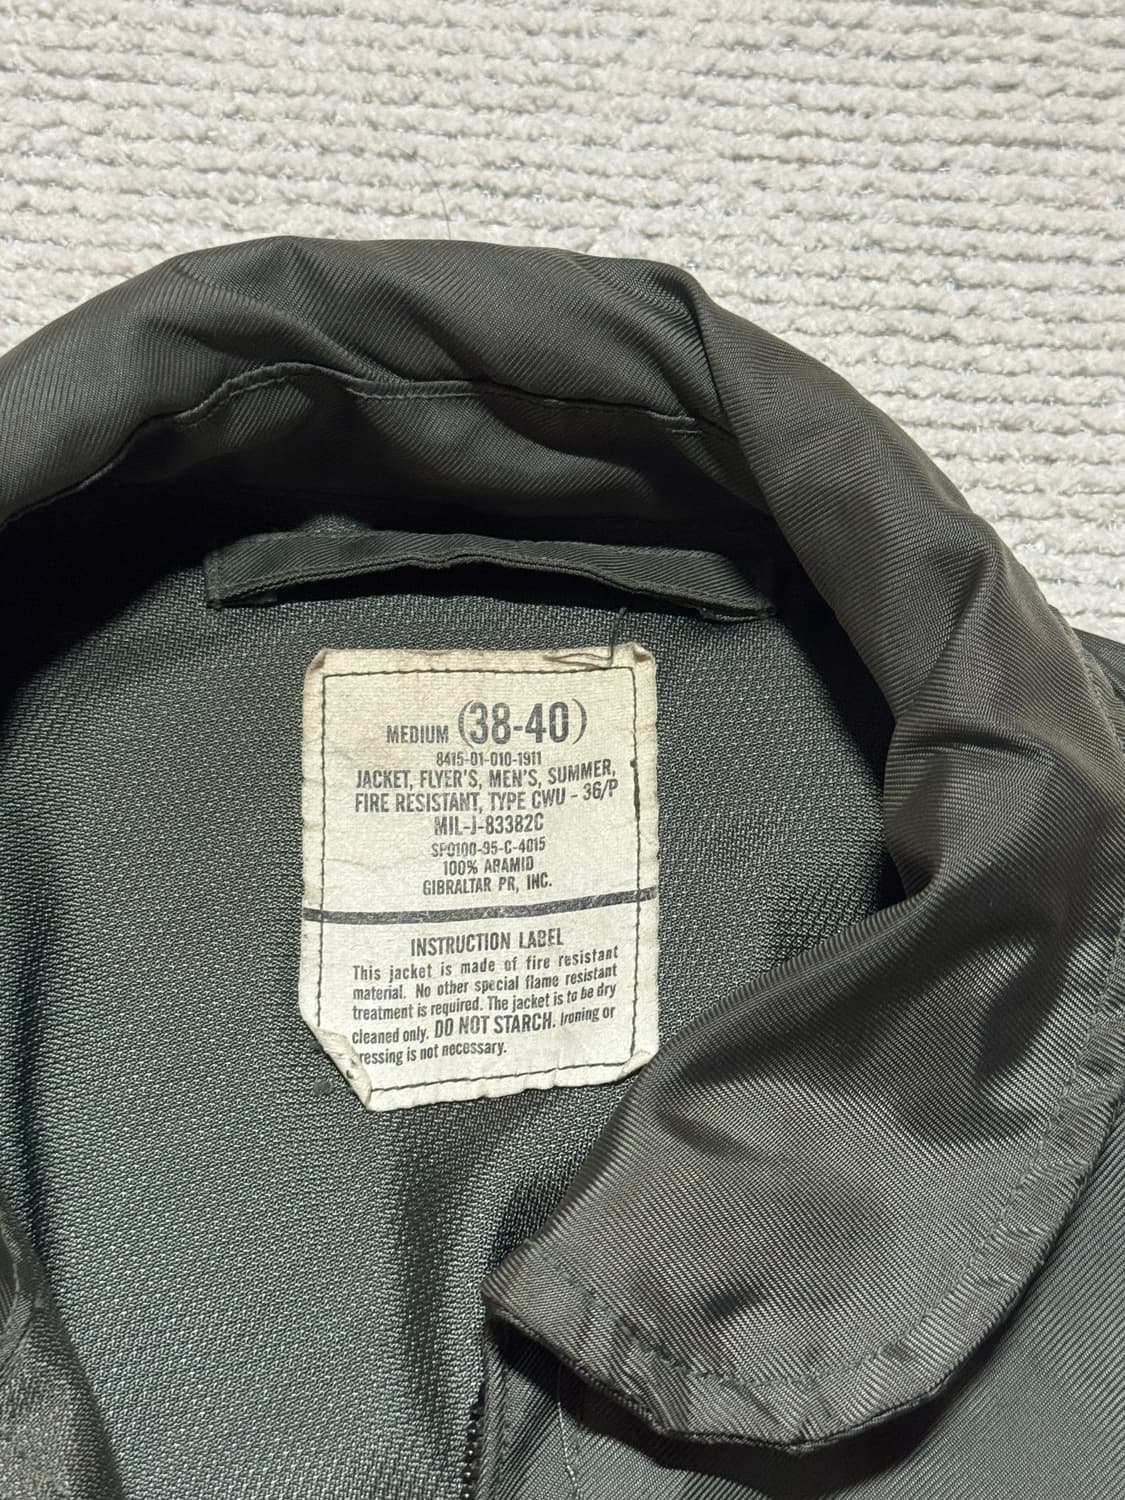 MEDIUM (38-40)
8415-01-010-1911
JACKET, FLYER'S, MEN'S, SUMMER,
FIRE RESISTANT, TYPE CWU - 36/P
MIL-J-83382C
SP0100-95-C-4015
100% ARAMID
GIBRALTAR PR, INC.
INSTRUCTION LABEL
This jacket is made of fire resistant
material. No other special flame resistant
treatment is required. The jacket is to be dry
cleaned only. DO NOT STARCH. Ironing or
ressing is not necessary.